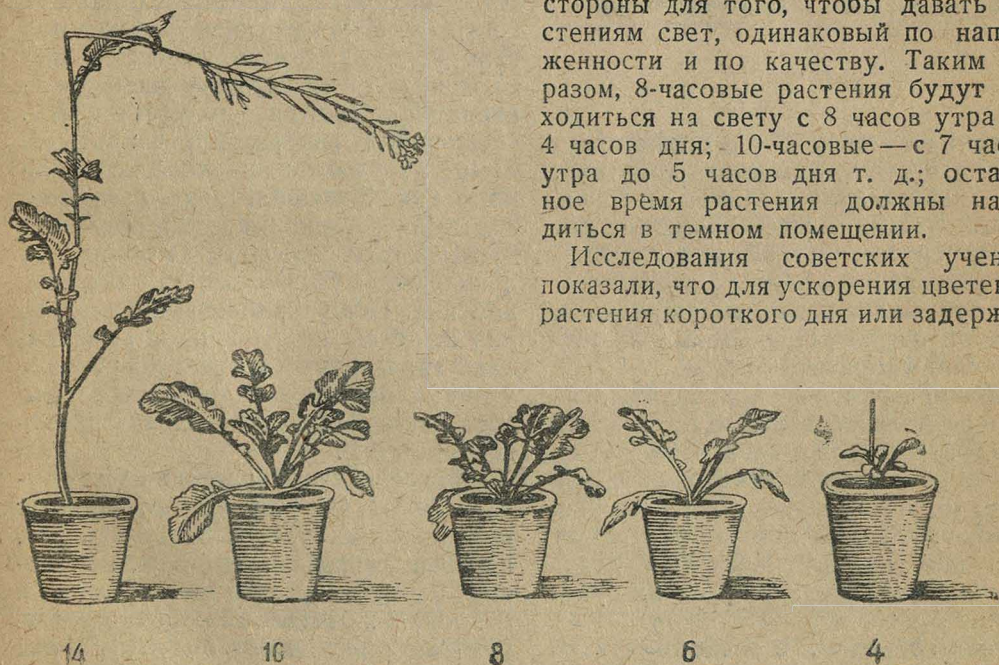 стороны для того, чтобы давать
стениям свет, одинаковый по нап
женности и по качеству. Таким
разом, 8-часовые растения будут
ходиться на свету с 8 часов утра
4 часов дня; 10-часовые — с 7 ча
утра до 5 часов дня т. д.; оста
ное время растения должны на
диться в темном помещении.
Исследования советских учен
показали, что для ускорения цветен
растения короткого дня или задерж
14 10 8 6 4